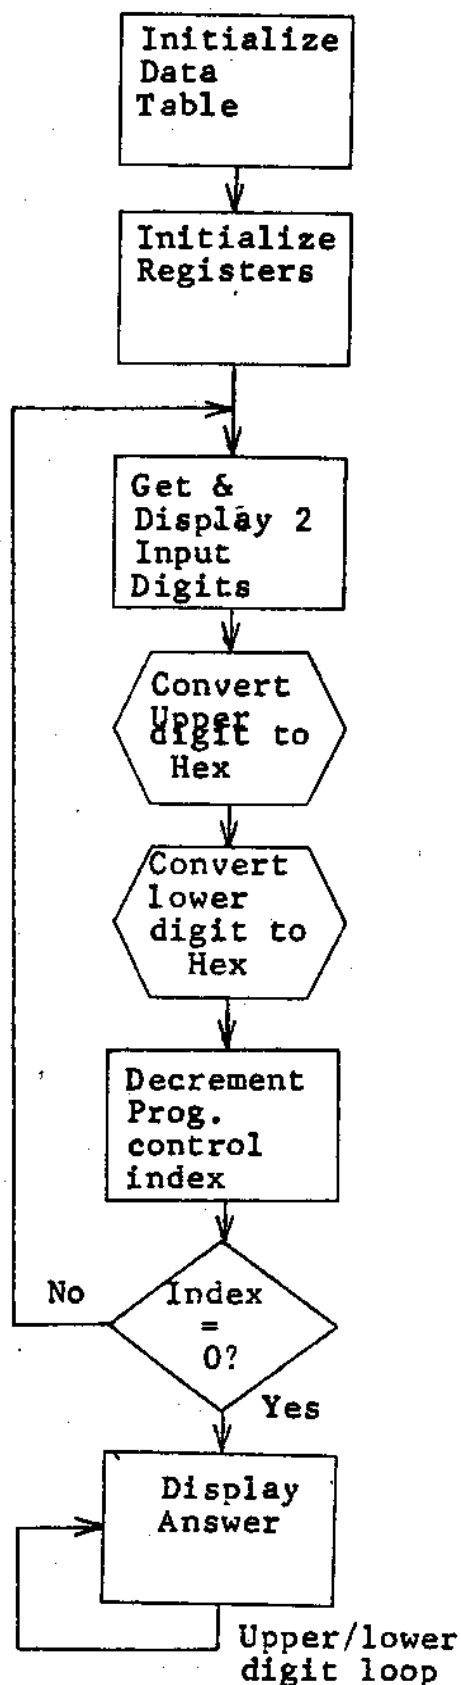 Initialize
Data
Table
Initialize
Registers
Get &
Display 2
Input
Digits
Convert
Upper
digit to
Hex
Convert
lower
digit to
Hex
Decrement
Prog.
control
index
No
Index
=
0?
Yes
Display
Answer
Upper/lower
digit loop